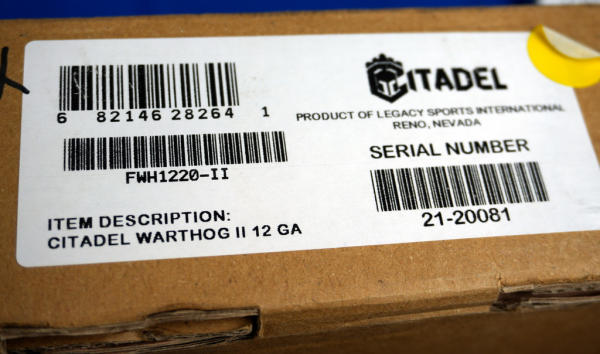 6 82146 28264 1
FWH1220-II
ITEM DESCRIPTION:
CITADEL WARTHOG II 12 GA
CITADEL
PRODUCT OF LEGACY SPORTS INTERNATIONAL
RENO, NEVADA
SERIAL NUMBER
21-20081